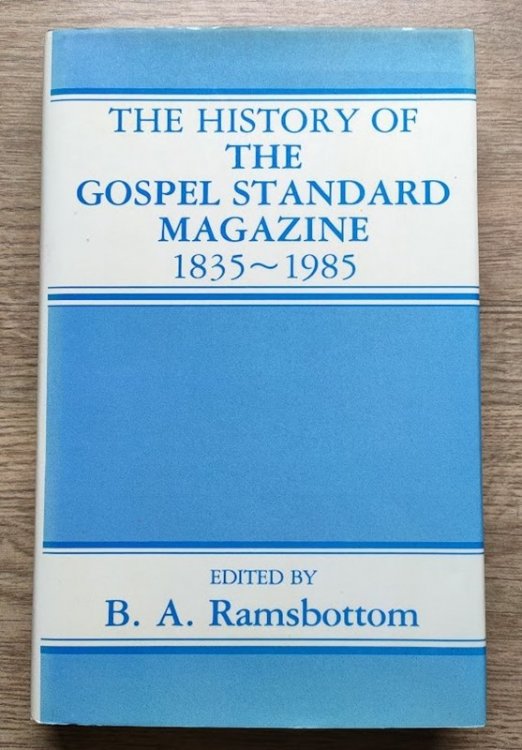 THE HISTORY OF
THE
GOSPEL STANDARD
MAGAZINE
1835~1985
EDITED BY
B. A. Ramsbottom